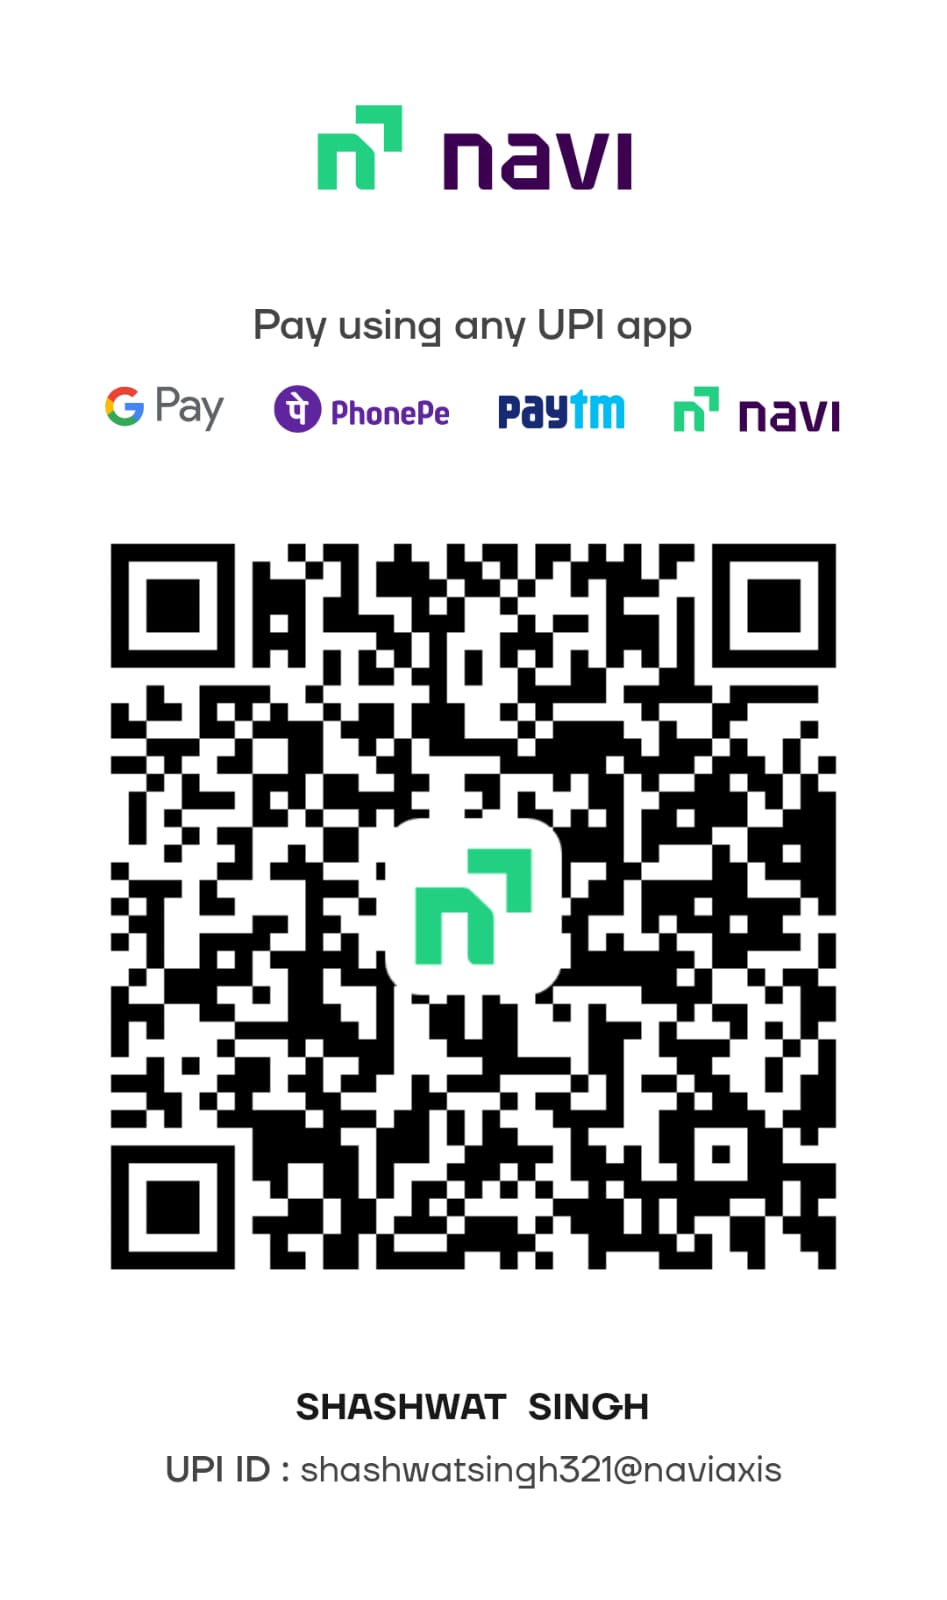 navi
Pay using any UPI app
G Pay पे PhonePe paytm navi
SHASHWAT SINGH
UPI ID : shashwatsingh321@naviaxis